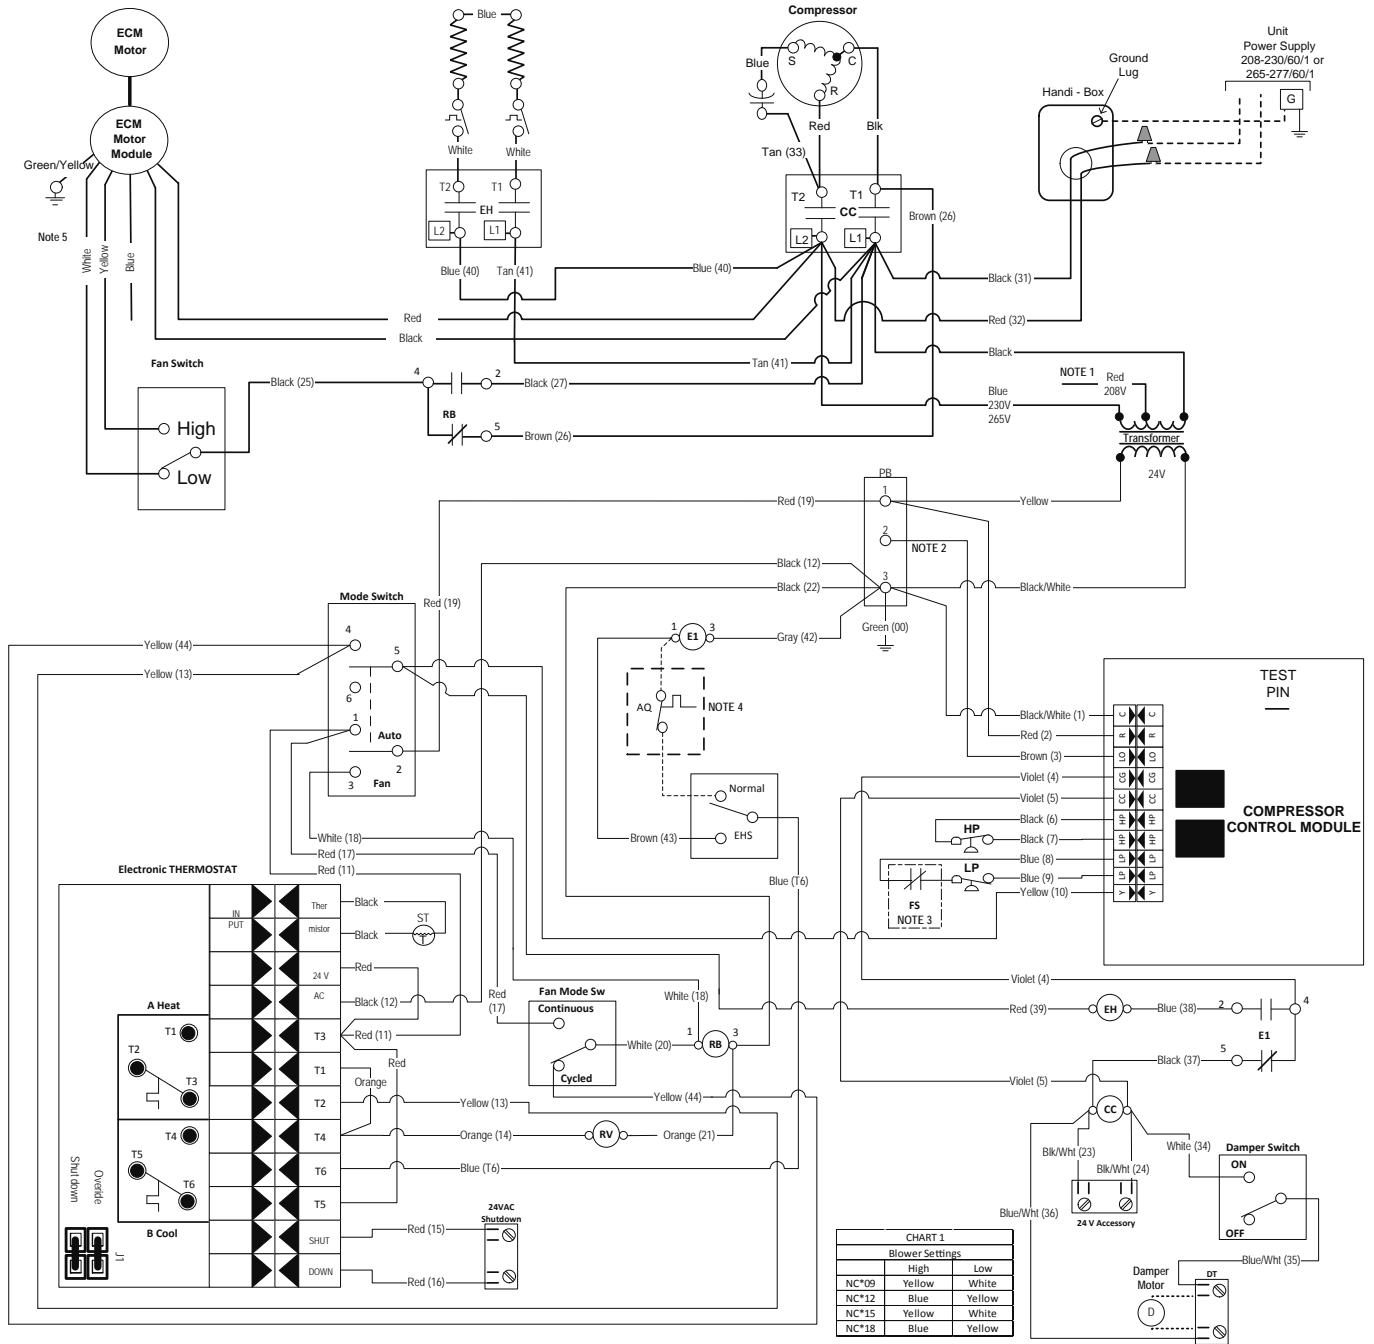 ECM
Motor
ECM
Motor
Module
Green/Yellow
Note 5
White
Yellow
Blue
Blue
White
White
T2
T1
EH
L2
L1
Blue (40)
Tan (41)
Compressor
Blue
S
C
R
Red
Blk
Tan (33)
T2
T1
CC
L2
L1
Brown (26)
Blue (40)
Unit
Power Supply
208-230/60/1 or
265-277/60/1
Ground
Lug
Handi - Box
G
Black (31)
Red (32)
Red
Black
Tan (41)
Black
Fan Switch
High
Low
Black (25)
4
2
Black (27)
RB
5
Brown (26)
NOTE 1
Red
208V
Blue
230V
265V
Transformer
24V
PB
1
2
3
NOTE 2
Red (19)
Yellow
Black (12)
Black (22)
Black/White
Green (00)
Mode Switch
Red (19)
4
5
6
1
Auto
2
3
Fan
Yellow (44)
Yellow (13)
1
E1
3
Gray (42)
AQ
NOTE 4
Normal
EHS
Brown (43)
Blue (T6)
TEST
PIN
Black/White (1)
C
C
Red (2)
R
R
Brown (3)
LO
LO
Violet (4)
CG
CG
Violet (5)
CC
CC
Black (6)
HP
HP
Black (7)
HP
HP
Blue (8)
LP
LP
Blue (9)
LP
LP
Yellow (10)
Y
Y
HP
LP
FS
NOTE 3
COMPRESSOR
CONTROL MODULE
White (18)
Red (17)
Red (11)
Electronic THERMOSTAT
IN
PUT
Ther
mistor
24 V
AC
T3
T1
T2
T4
T6
T5
SHUT
DOWN
Black
Black
ST
Red
Black (12)
Red (11)
Red
Orange
Yellow (13)
Orange (14)
Blue (T6)
Red (15)
Red (16)
A Heat
T1
T2
T3
T4
T5
T6
B Cool
Shut down
Overide
J1
24VAC
Shutdown
Red
(17)
Fan Mode Sw
Continuous
Cycled
White (20)
White (18)
1
RB
3
Yellow (44)
RV
Orange (21)
Violet (4)
Red (39)
EH
Blue (38)
2
4
E1
5
Black (37)
Violet (5)
CC
Blk/Wht (23)
Blk/Wht (24)
White (34)
24 V Accessory
Blue/Wht (36)
Damper Switch
ON
OFF
Blue/Wht (35)
Damper
Motor
D
DT
CHART 1
Blower Settings
High Low
NC*09 Yellow White
NC*12 Blue Yellow
NC*15 Yellow White
NC*18 Blue Yellow